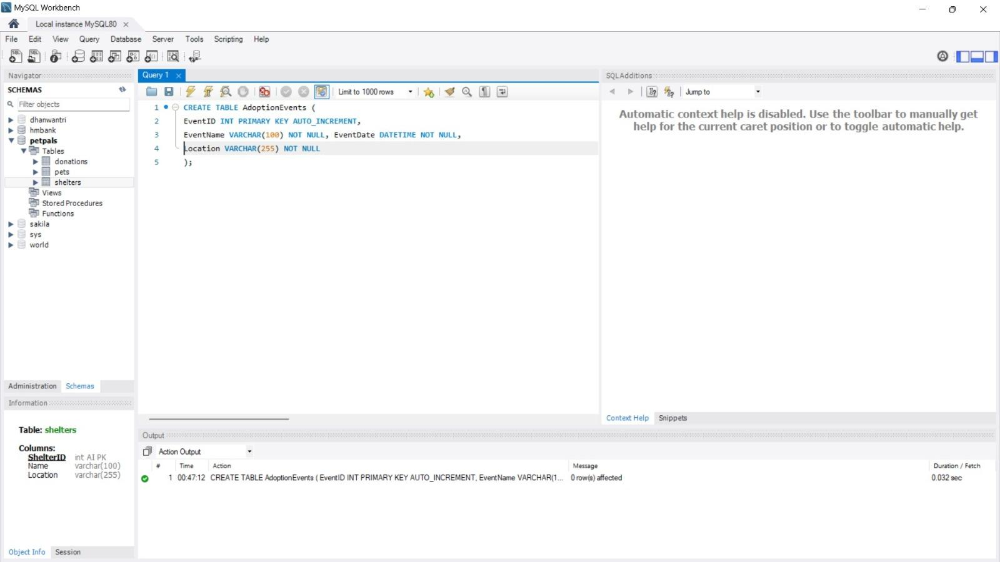 MySQL Workbench
Local instance MySQL80
File Edit View Query Database Server Tools Scripting Help
Navigator
SCHEMAS
Filter objects
dhanwantri
hmbank
petpals
Tables
donations
pets
shelters
Views
Stored Procedures
Functions
sakila
sys
world
Administration Schemas
Information
Table: shelters
Columns:
ShelterID int AI PK
Name varchar(100)
Location varchar(255)
Object Info Session
Query 1
Limit to 1000 rows
1 CREATE TABLE AdoptionEvents (
2 EventID INT PRIMARY KEY AUTO_INCREMENT,
3 EventName VARCHAR(100) NOT NULL, EventDate DATETIME NOT NULL,
4 Location VARCHAR(255) NOT NULL
5 );
SQLAdditions
Jump to
Automatic context help is disabled. Use the toolbar to manually get
help for the current caret position or to toggle automatic help.
Context Help Snippets
Output
Action Output
# Time Action Message Duration / Fetch
1 00:47:12 CREATE TABLE AdoptionEvents ( EventID INT PRIMARY KEY AUTO_INCREMENT, EventName VARCHAR(1... 0 row(s) affected 0.032 sec